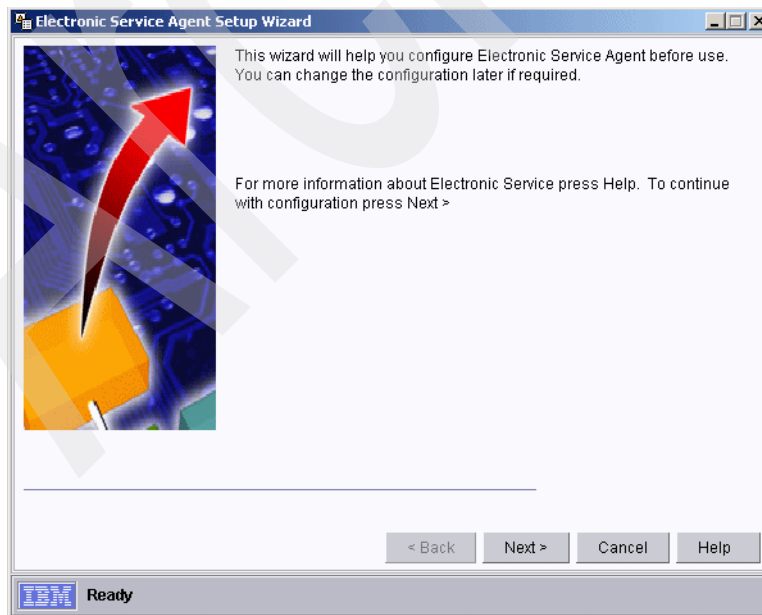 Electronic Service Agent Setup Wizard
This wizard will help you configure Electronic Service Agent before use.
You can change the configuration later if required.
For more information about Electronic Service press Help. To continue
with configuration press Next >
< Back
Next >
Cancel
Help
IBM
Ready